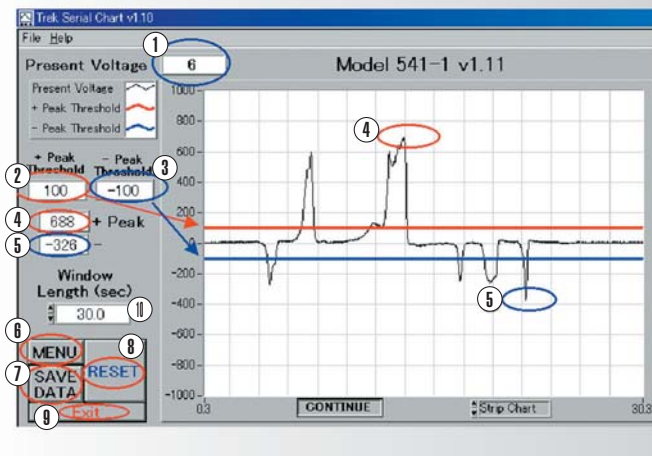 Trek Serial Chart v1.10
File Help
① Present Voltage 6
Model 541-1 v1.11
Present Voltage
+ Peak Threshold
- Peak Threshold
+ Peak Threshold
- Peak Threshold
② 100
③ -100
④ 688 + Peak
⑤ -326 -
Window
Length (sec)
30.0 ⑩
⑥ MENU
⑦ SAVE
DATA
⑧ RESET
⑨ Exit
1000
800
600
400
200
0
-200
-400
-600
-800
-1000
④
⑤
0.3
CONTINUE
Strip Chart
30.3